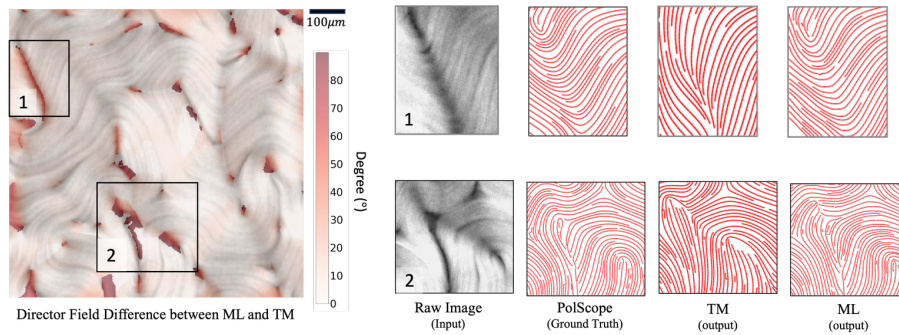 100μm
1
2
80
70
60
50
40
30
20
10
0
Degree (°)
Director Field Difference between ML and TM
1
2
Raw Image
(Input)
PolScope
(Ground Truth)
TM
(output)
ML
(output)